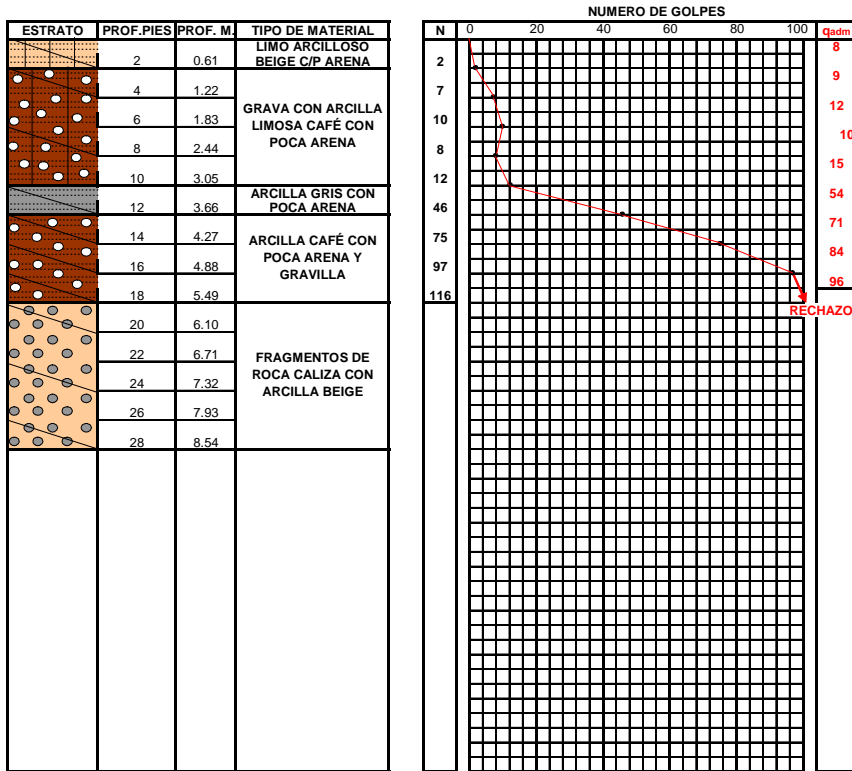 NUMERO DE GOLPES
ESTRATO PROF.PIES PROF. M. TIPO DE MATERIAL N 0 20 40 60 80 100 qadm
2 0.61 LIMO ARCILLOSO
BEIGE C/P ARENA 2 8
4 1.22 7 9
GRAVA CON ARCILLA
LIMOSA CAFÉ CON
POCA ARENA
6 1.83 10 12
8 2.44 8 10
10 3.05 12 15
12 3.66 ARCILLA GRIS CON
POCA ARENA 46 54
14 4.27 75 71
ARCILLA CAFÉ CON
POCA ARENA Y
GRAVILLA
16 4.88 97 84
18 5.49 116 96
RECHAZO
20 6.10
22 6.71
FRAGMENTOS DE
ROCA CALIZA CON
ARCILLA BEIGE
24 7.32
26 7.93
28 8.54